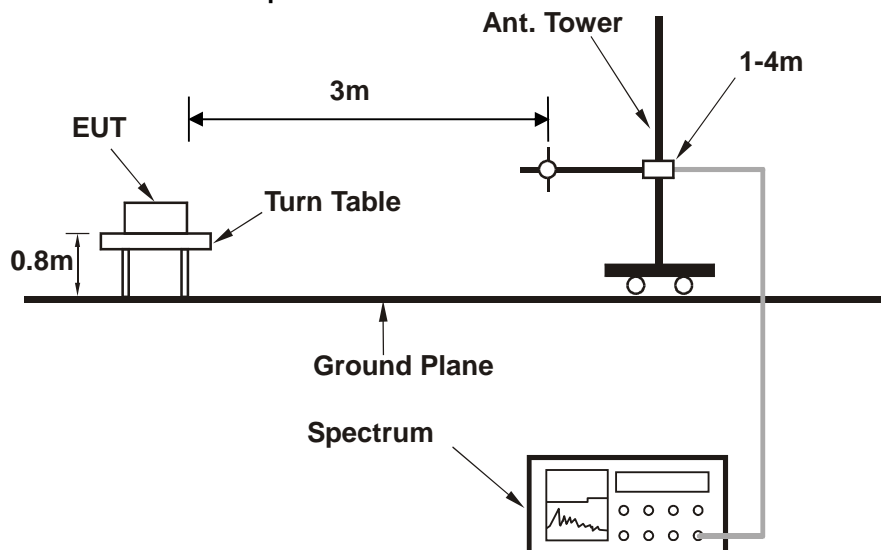 Ant. Tower
1-4m
3m
EUT
Turn Table
0.8m
Ground Plane
Spectrum